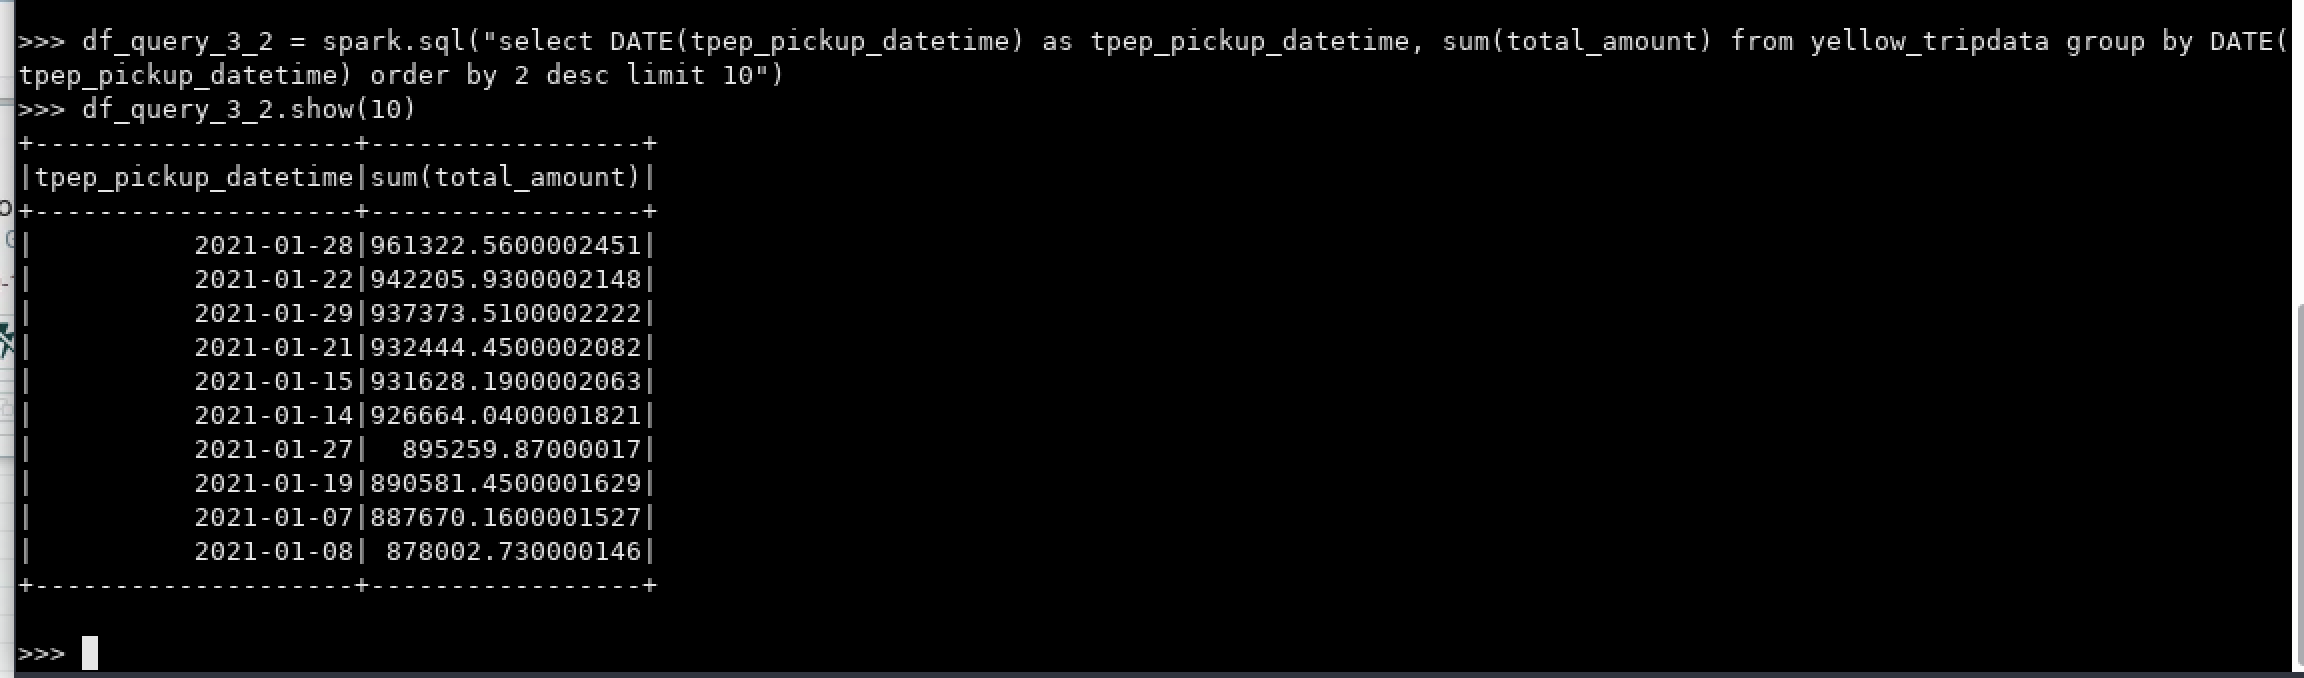 >>> df_query_3_2 = spark.sql("select DATE(tpep_pickup_datetime) as tpep_pickup_datetime, sum(total_amount) from yellow_tripdata group by DATE(
tpep_pickup_datetime) order by 2 desc limit 10")
>>> df_query_3_2.show(10)
+--------------------+-----------------+
|tpep_pickup_datetime|sum(total_amount)|
+--------------------+-----------------+
|          2021-01-28|961322.5600002451|
|          2021-01-22|942205.9300002148|
|          2021-01-29|937373.5100002222|
|          2021-01-21|932444.4500002082|
|          2021-01-15|931628.1900002063|
|          2021-01-14|926664.0400001821|
|          2021-01-27|  895259.87000017|
|          2021-01-19|890581.4500001629|
|          2021-01-07|887670.1600001527|
|          2021-01-08| 878002.730000146|
+--------------------+-----------------+
>>>